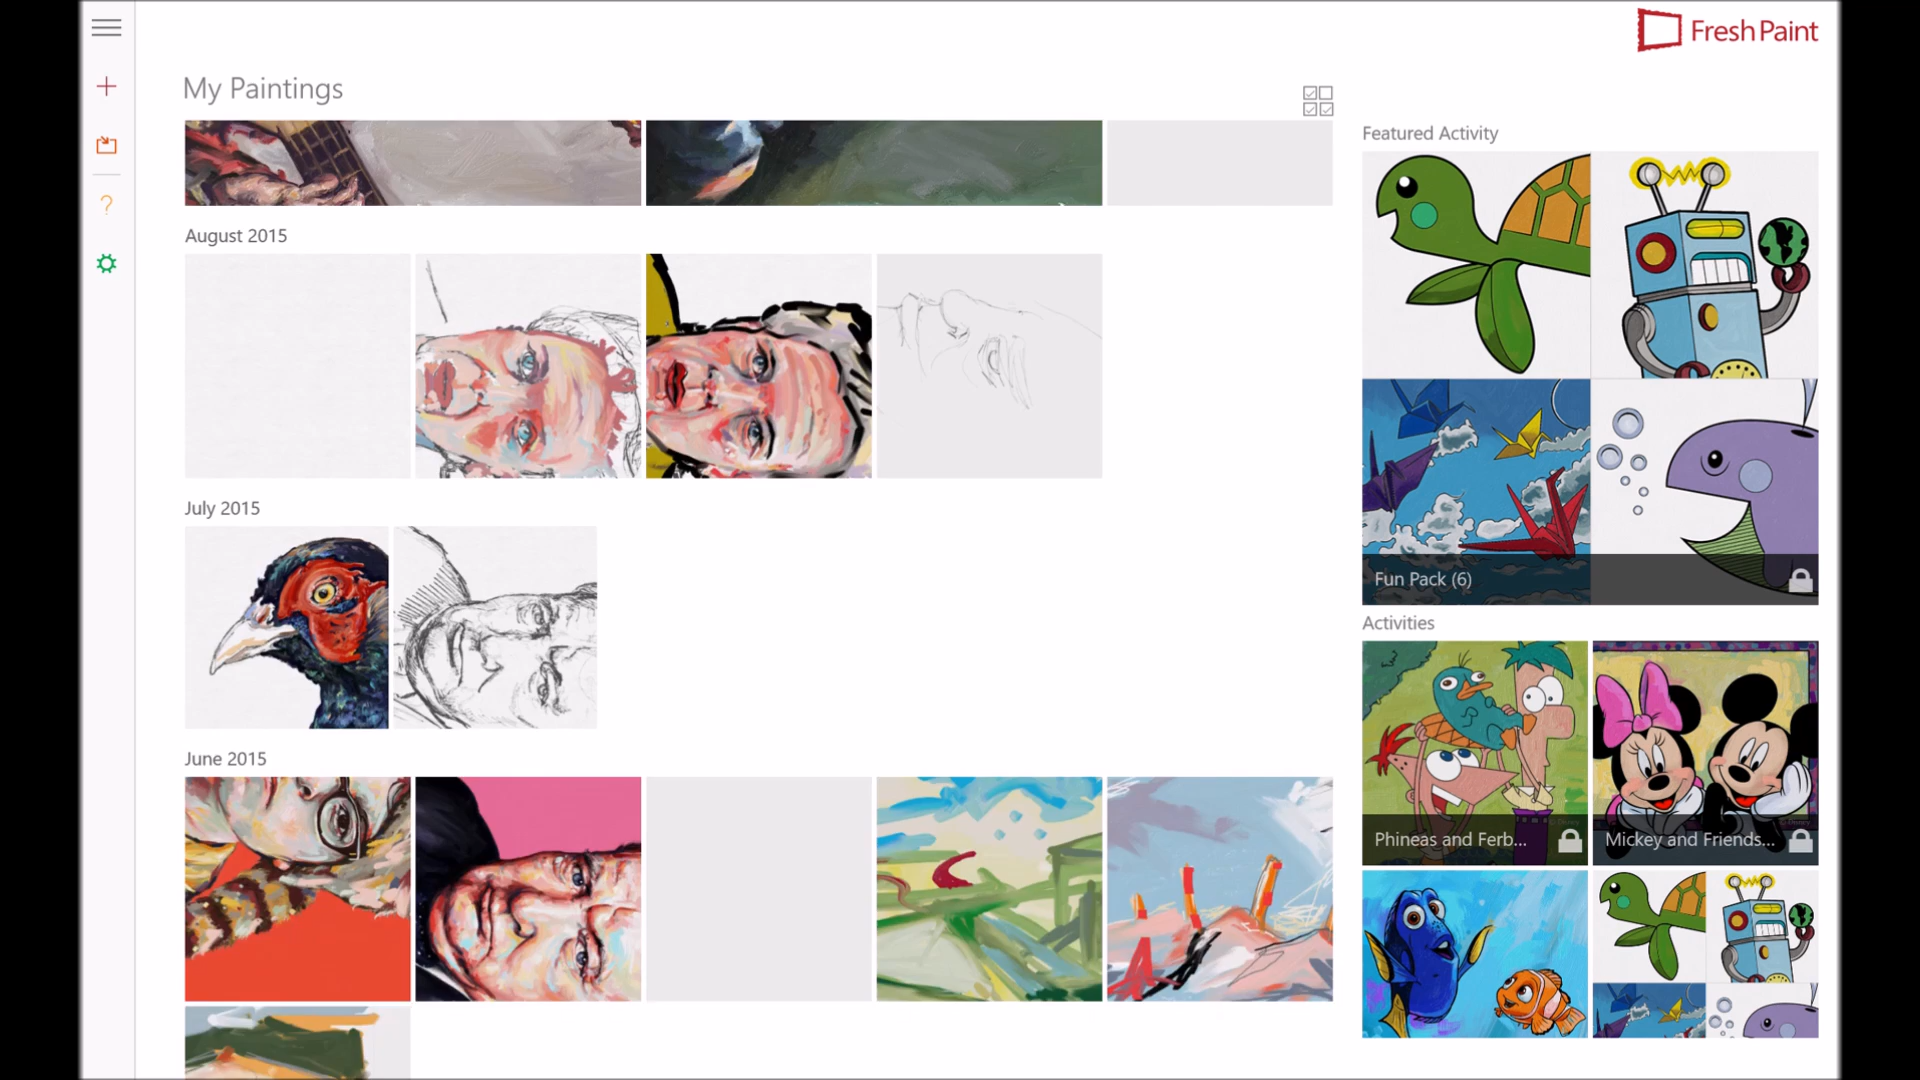 Fresh Paint
My Paintings
Featured Activity
August 2015
July 2015
Fun Pack (6)
Activities
June 2015
Phineas and Ferb...
Mickey and Friends...